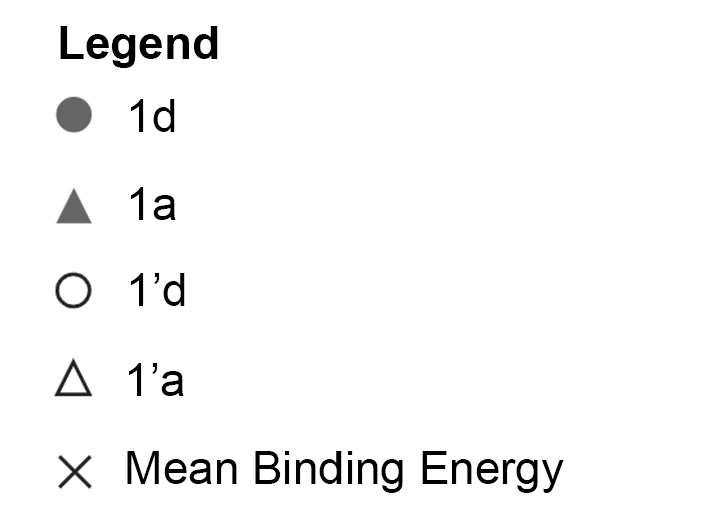 Legend
1d
1a
1’d
1’a
Mean Binding Energy